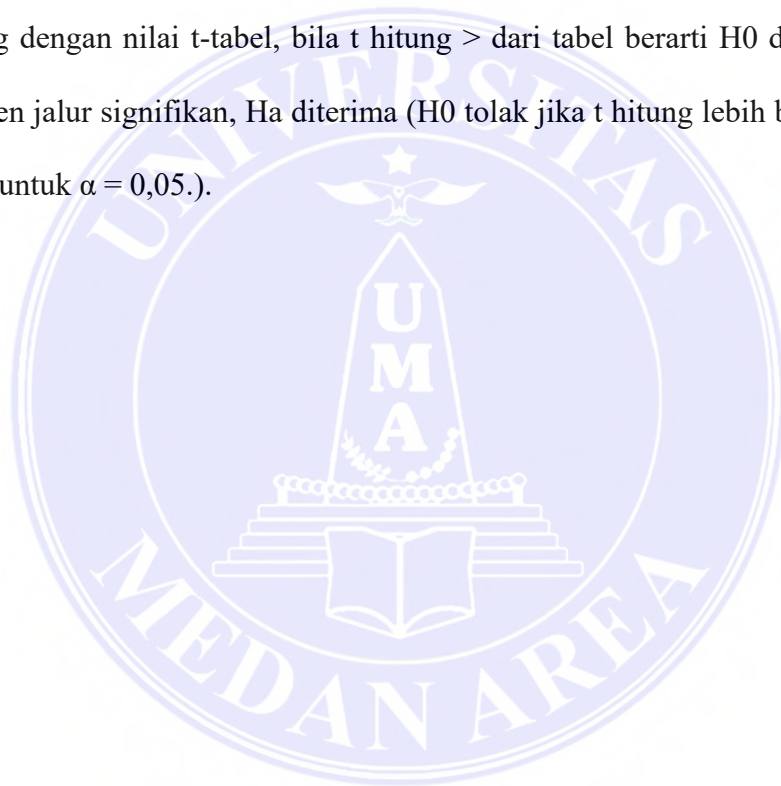 dengan nilai t-tabel, bila t hitung > dari tabel berarti H0 d
en jalur signifikan, Ha diterima (H0 tolak jika t hitung lebih b
untuk α = 0,05.).
UNIVERSITAS
U
M
A
MEDAN AREA